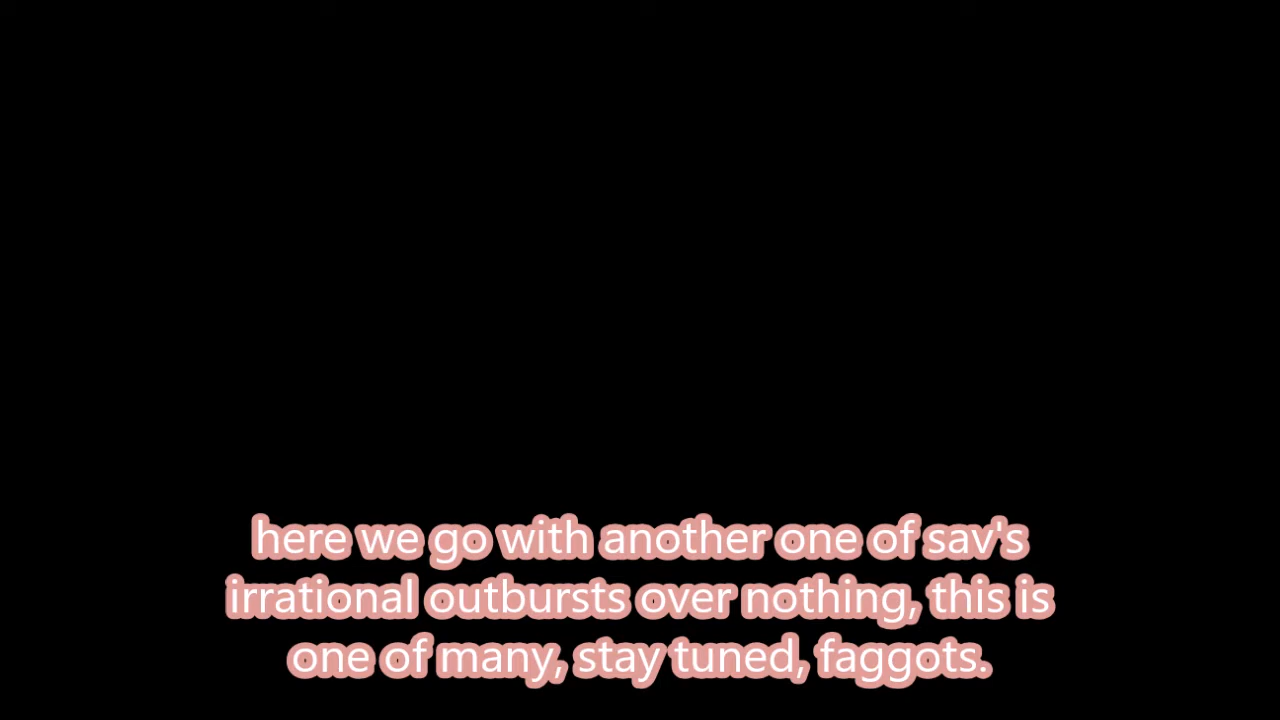 here we go with another one of sav's
irrational outbursts over nothing, this is
one of many, stay tuned, faggots.